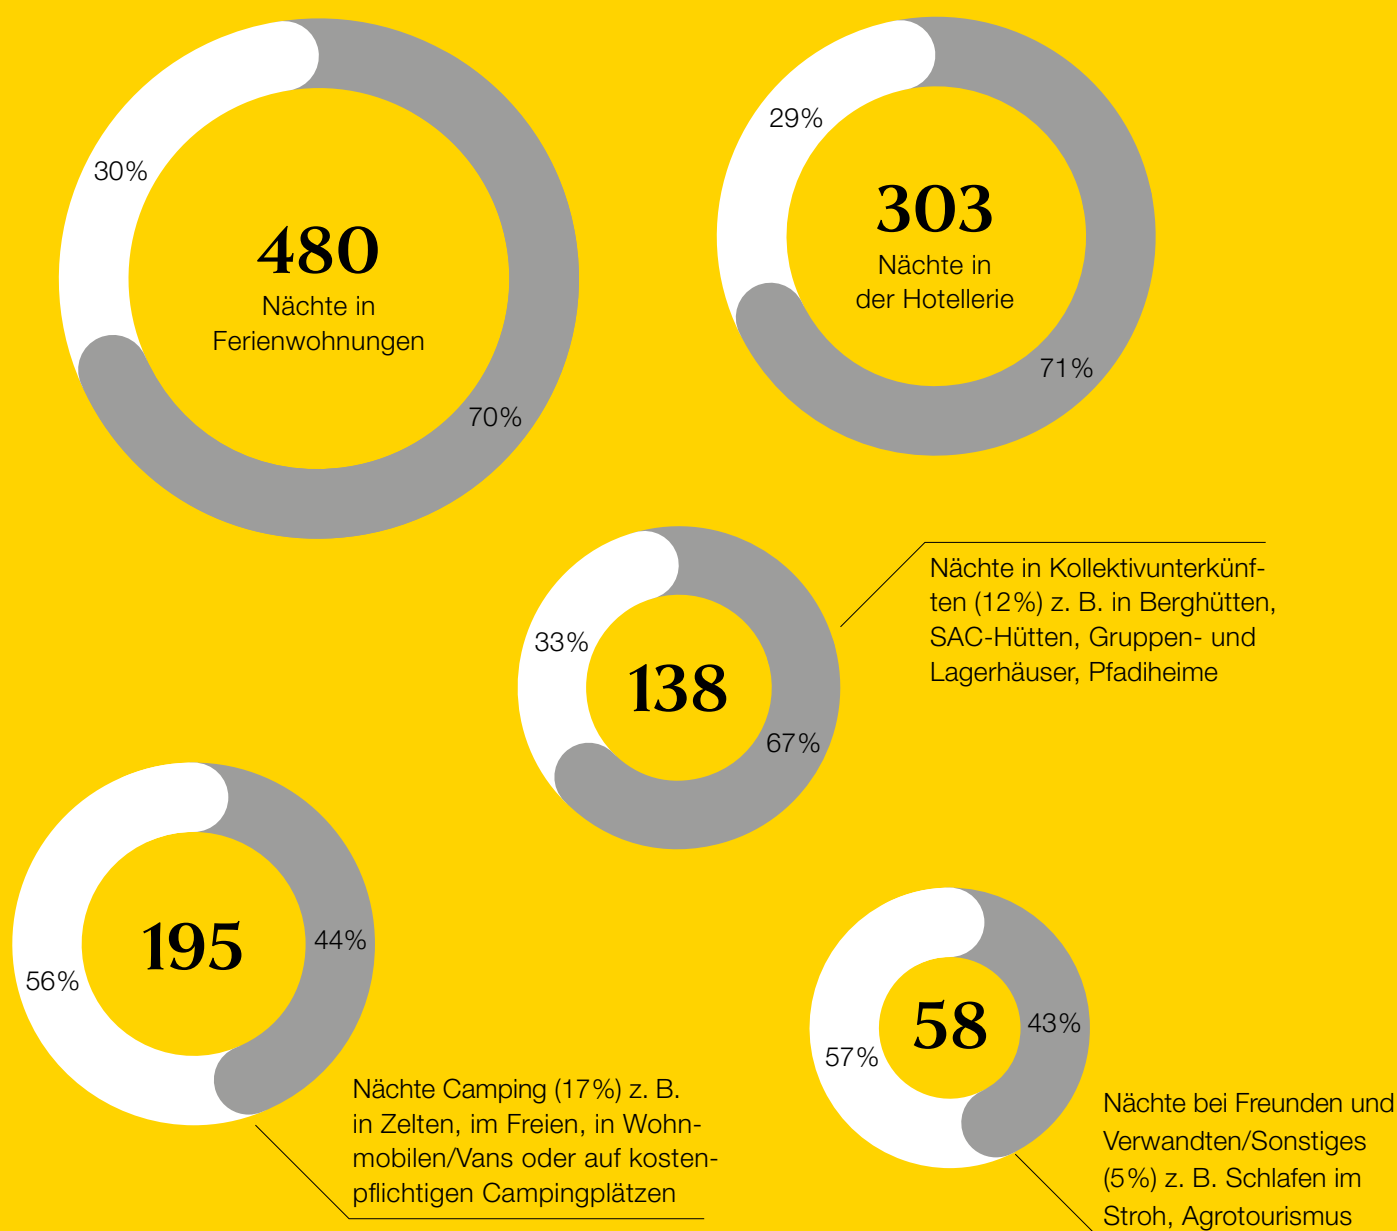 30%
480
Nächte in
Ferienwohnungen
70%
29%
303
Nächte in
der Hotellerie
71%
33%
138
67%
Nächte in Kollektivunterkünf-
ten (12%) z. B. in Berghütten,
SAC-Hütten, Gruppen- und
Lagerhäuser, Pfadiheime
56%
195
44%
Nächte Camping (17%) z. B.
in Zelten, im Freien, in Wohn-
mobilen/Vans oder auf kosten-
pflichtigen Campingplätzen
57%
58
43%
Nächte bei Freunden und
Verwandten/Sonstiges
(5%) z. B. Schlafen im
Stroh, Agrotourismus